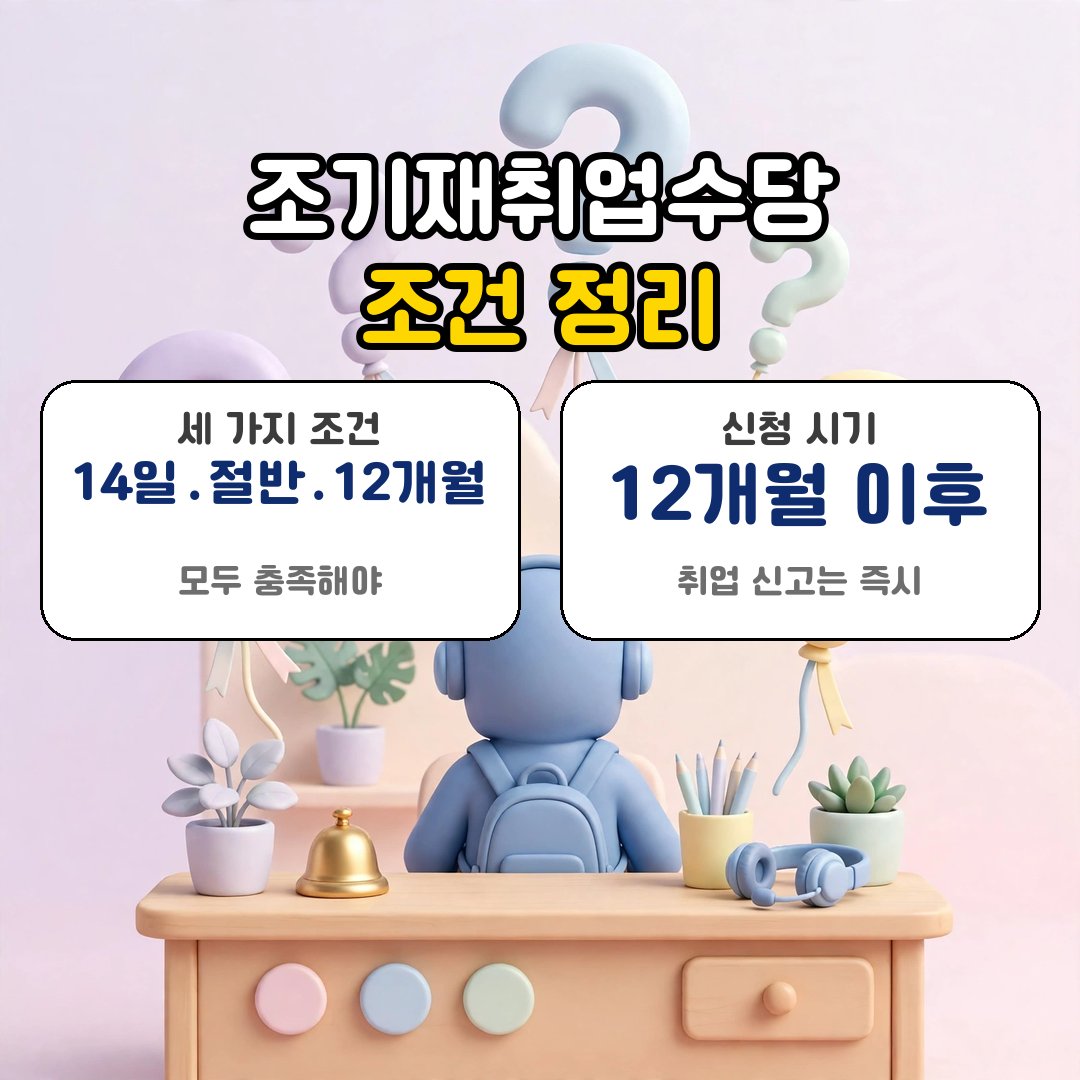 조기재취업수당
조건 정리
세 가지 조건
14일.절반.12개월
모두 충족해야
신청 시기
12개월 이후
취업 신고는 즉시